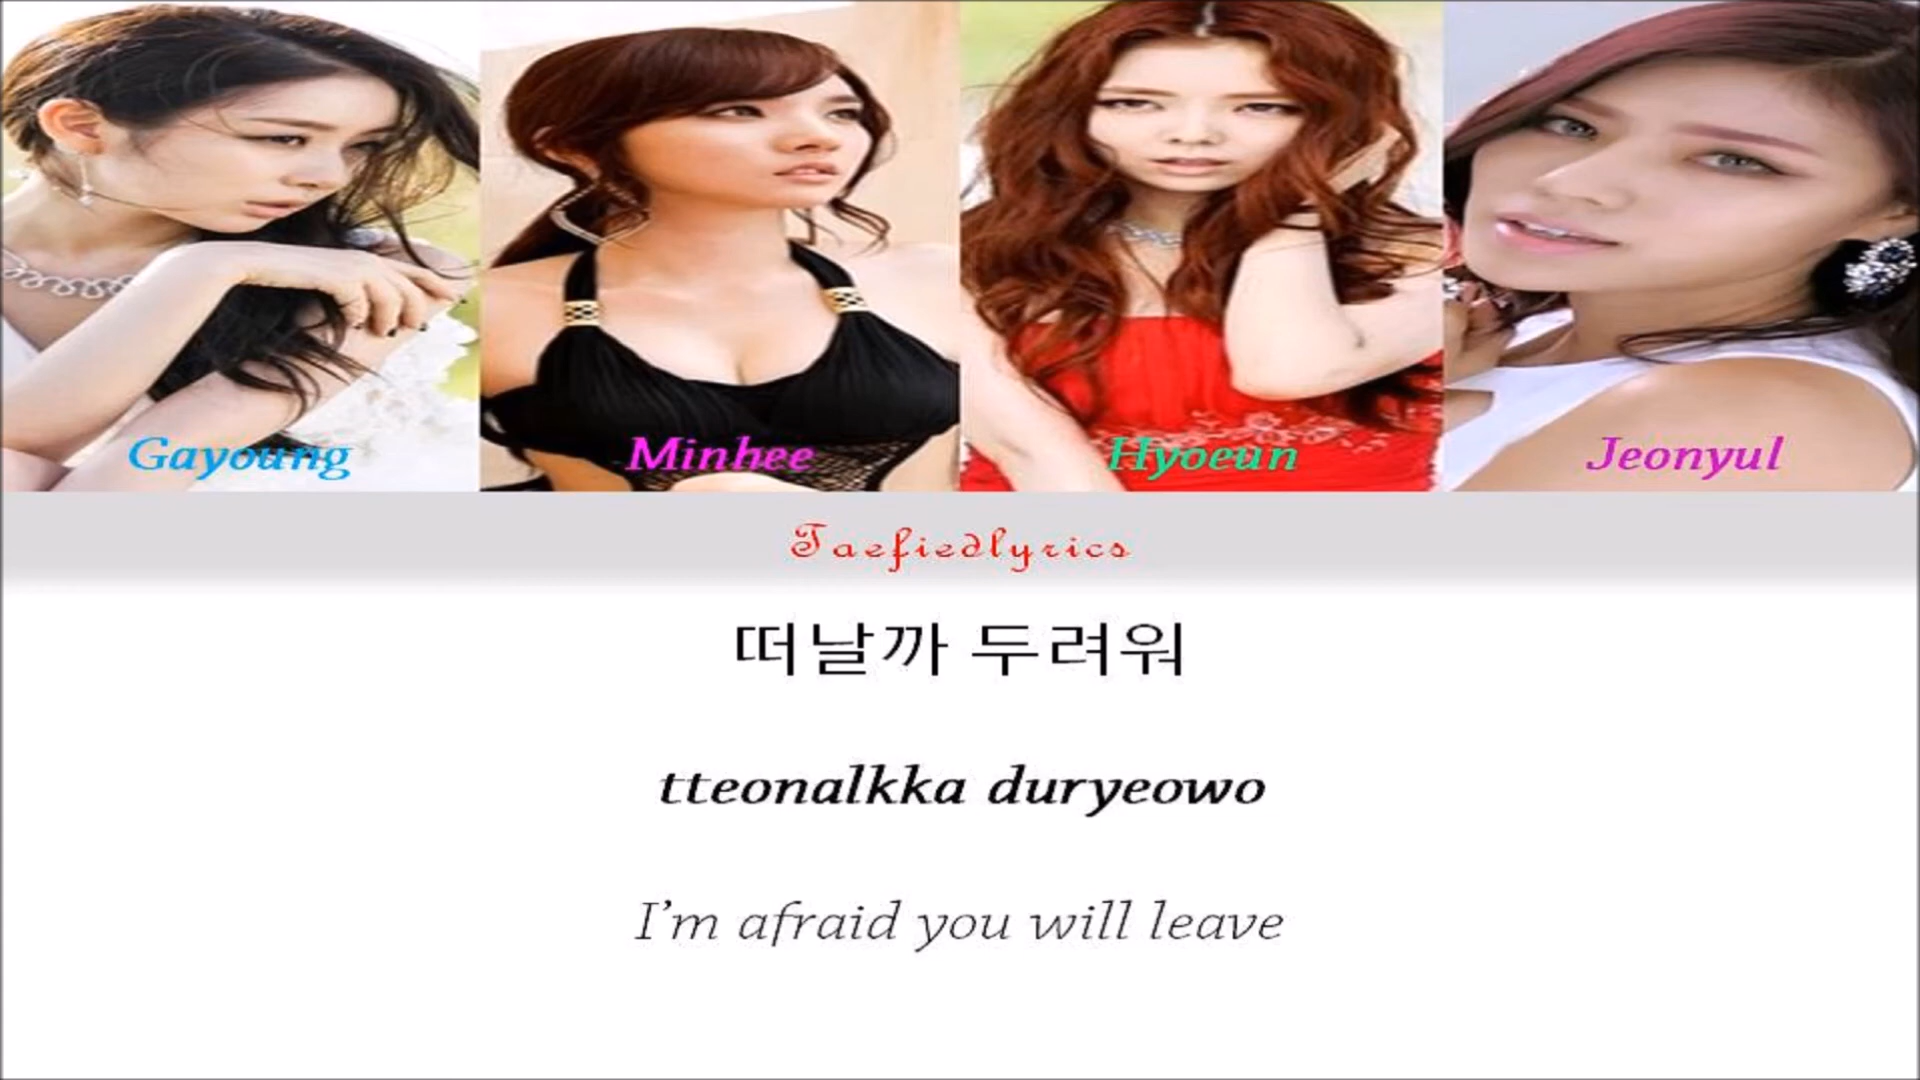 Gayoung
Minhee
Hyoeun
Jeonyul
Taefiedlyrics
떠날까 두려워
tteonalkka duryeowo
I'm afraid you will leave